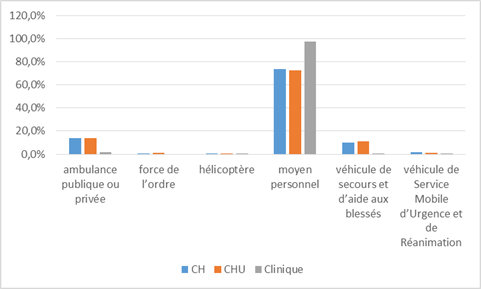 120,0%
100,0%
80,0%
60,0%
40,0%
20,0%
0,0%
ambulance
publique ou
privée
force de
l'ordre
hélicoptère
moyen
personnel
véhicule de
secours et
d'aide aux
blessés
véhicule de
Service
Mobile
d'Urgence et
de
Réanimation
CH CHU Clinique